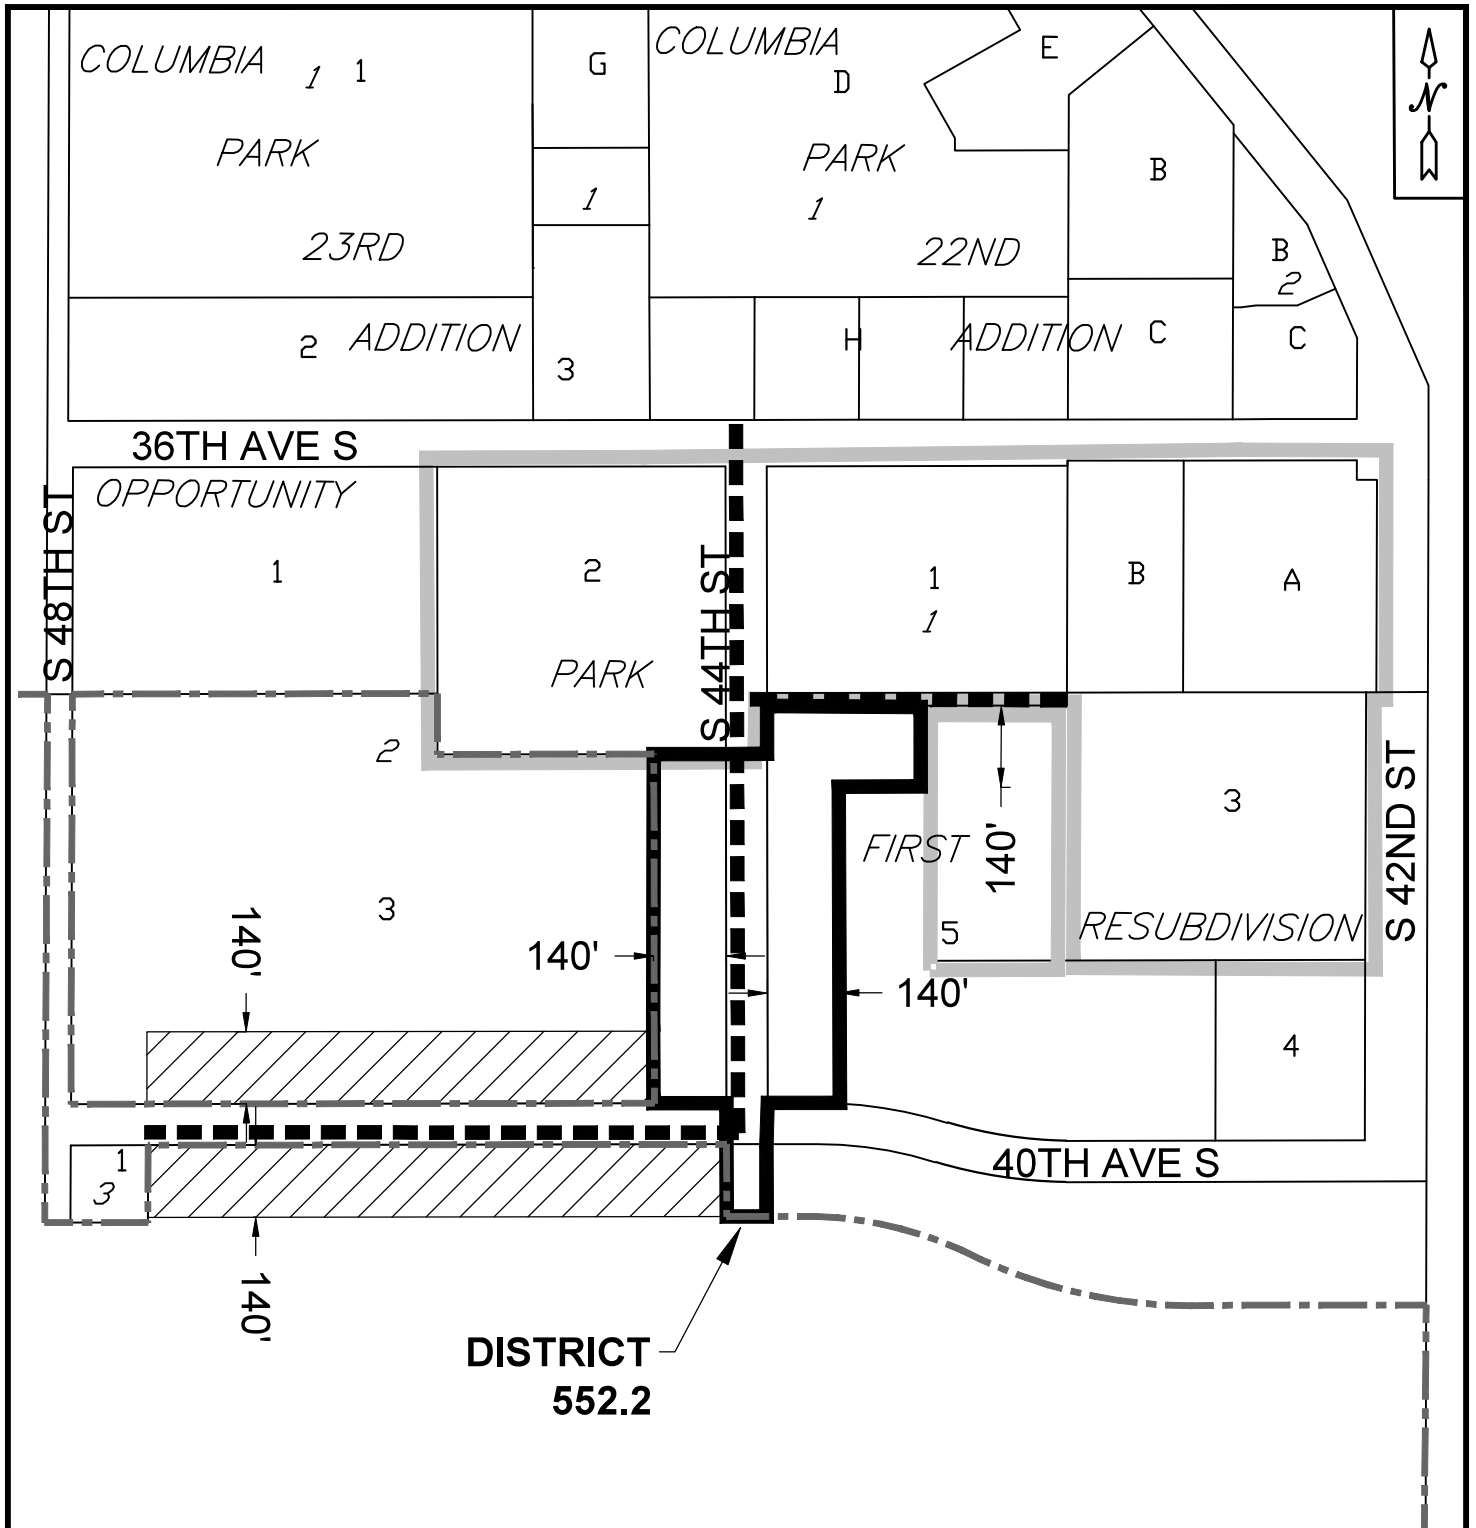 COLUMBIA
1
1
G
COLUMBIA
D
E
N
PARK
1
PARK
1
B
23RD
22ND
B
2
2
ADDITION
3
H
ADDITION
C
C
36TH AVE S
OPPORTUNITY
S 48TH ST
1
2
S 44TH ST
1
1
B
A
PARK
2
3
FIRST
140'
3
S 42ND ST
3
140'
140'
5
RESUBDIVISION
140'
4
1
3
40TH AVE S
140'
DISTRICT
552.2